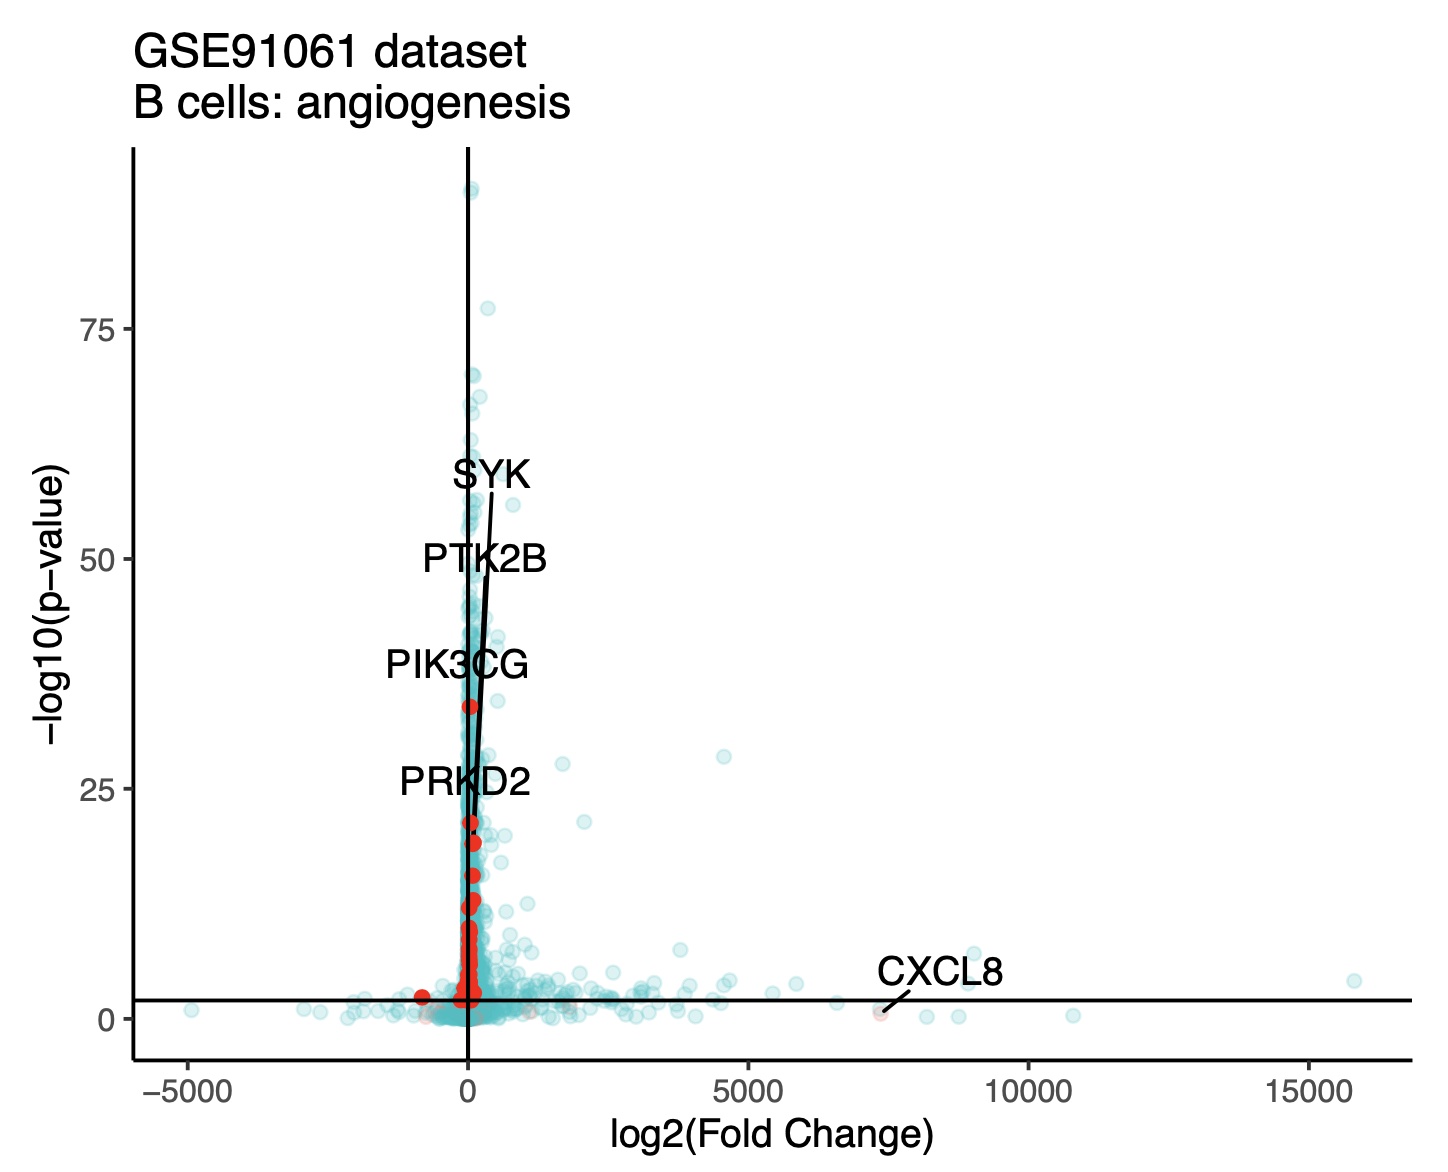 GSE91061 dataset
B cells: angiogenesis
−log10(p−value)
75
50
25
0
SYK
PTK2B
PIK3CG
PRKD2
CXCL8
−5000
0
5000
10000
15000
log2(Fold Change)